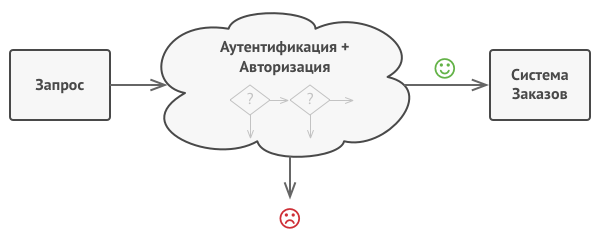 Запрос
Аутентификация +
Авторизация
? ?
Система
Заказов